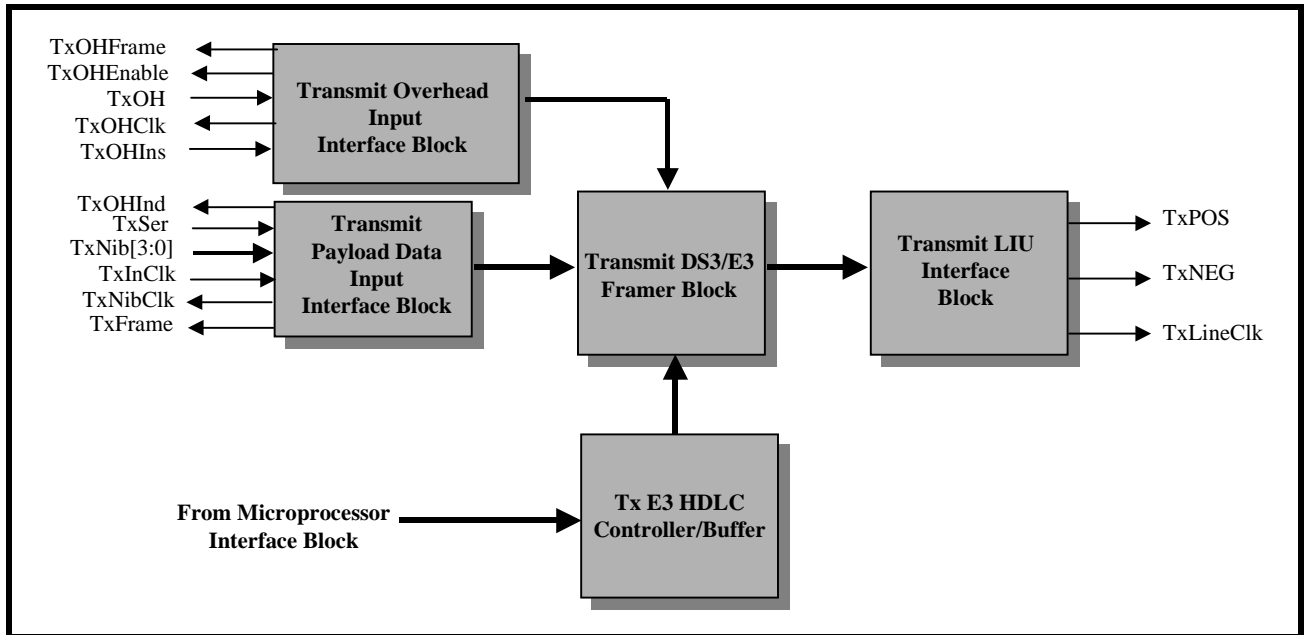 TxOHFrame
TxOHEnable
TxOH
TxOHClk
TxOHIns
Transmit Overhead
Input
Interface Block
TxOHInd
TxSer
TxNib[3:0]
TxInClk
TxNibClk
TxFrame
Transmit
Payload Data
Input
Interface Block
Transmit DS3/E3
Framer Block
Transmit LIU
Interface
Block
TxPOS
TxNEG
TxLineClk
From Microprocessor
Interface Block
Tx E3 HDLC
Controller/Buffer